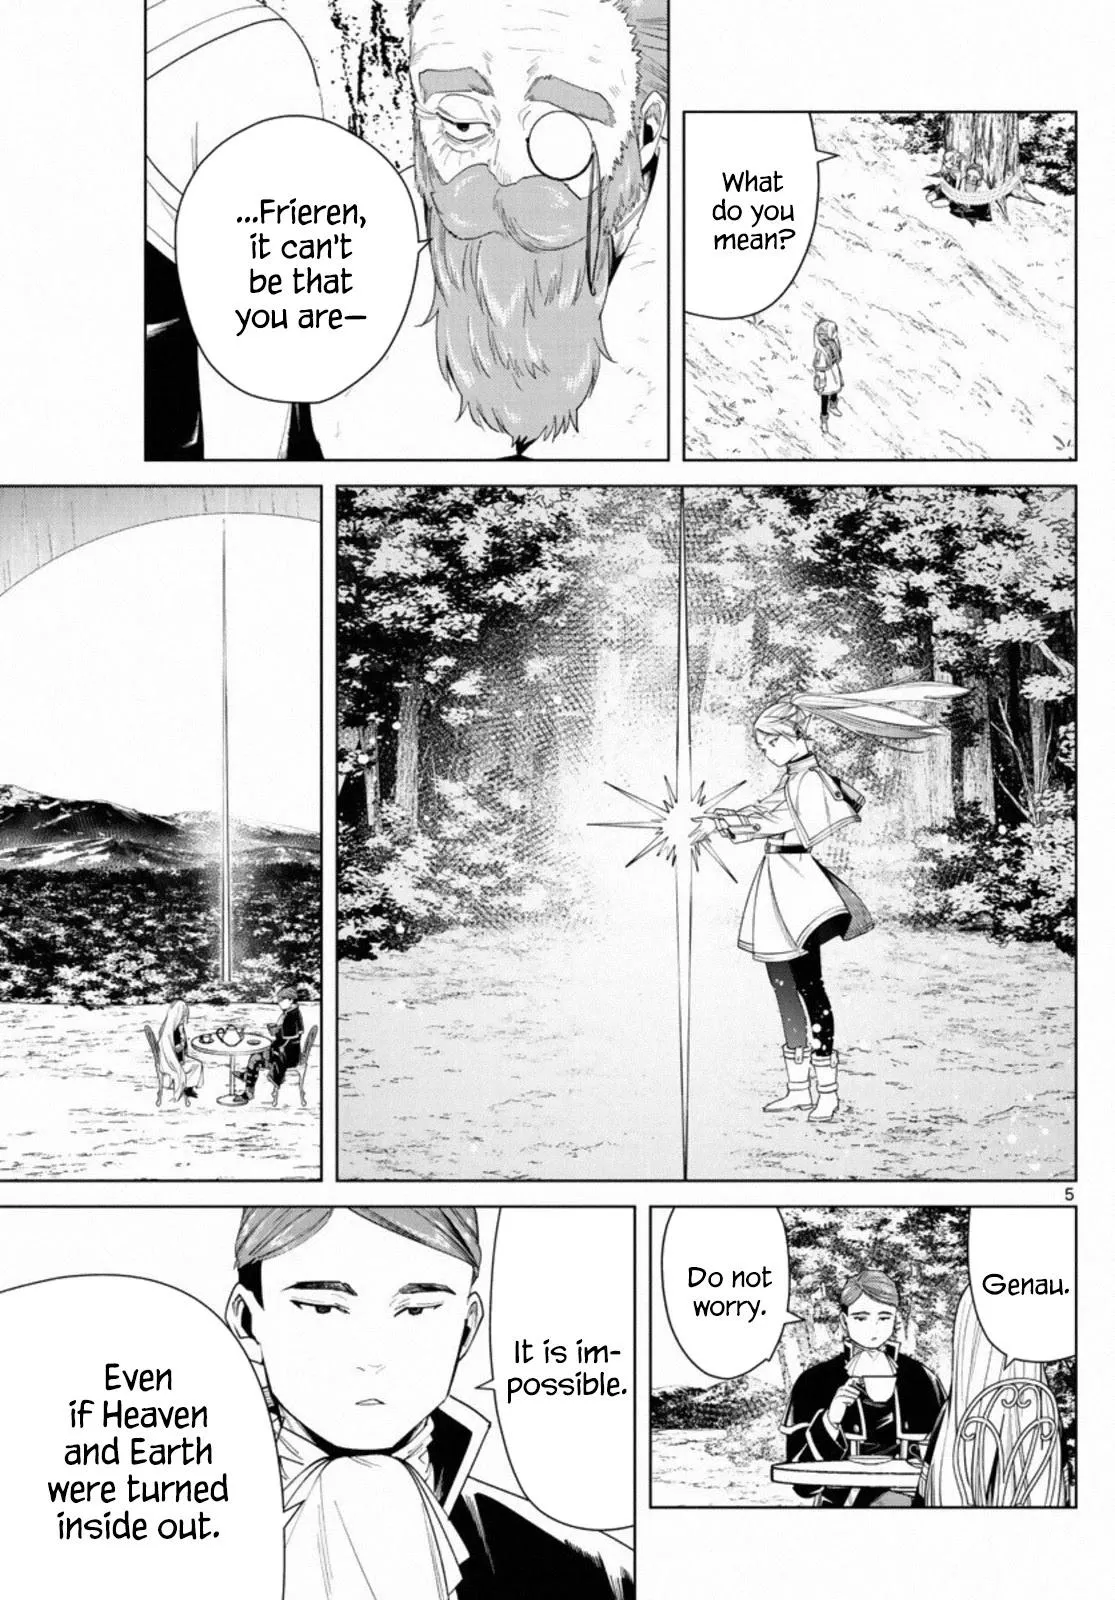 What
do you
mean?
...Frieren,
it can't
be that
you are—
5
Genau.
Do not
worry.
It is im-
possible.
Even
if Heaven
and Earth
were turned
inside out.